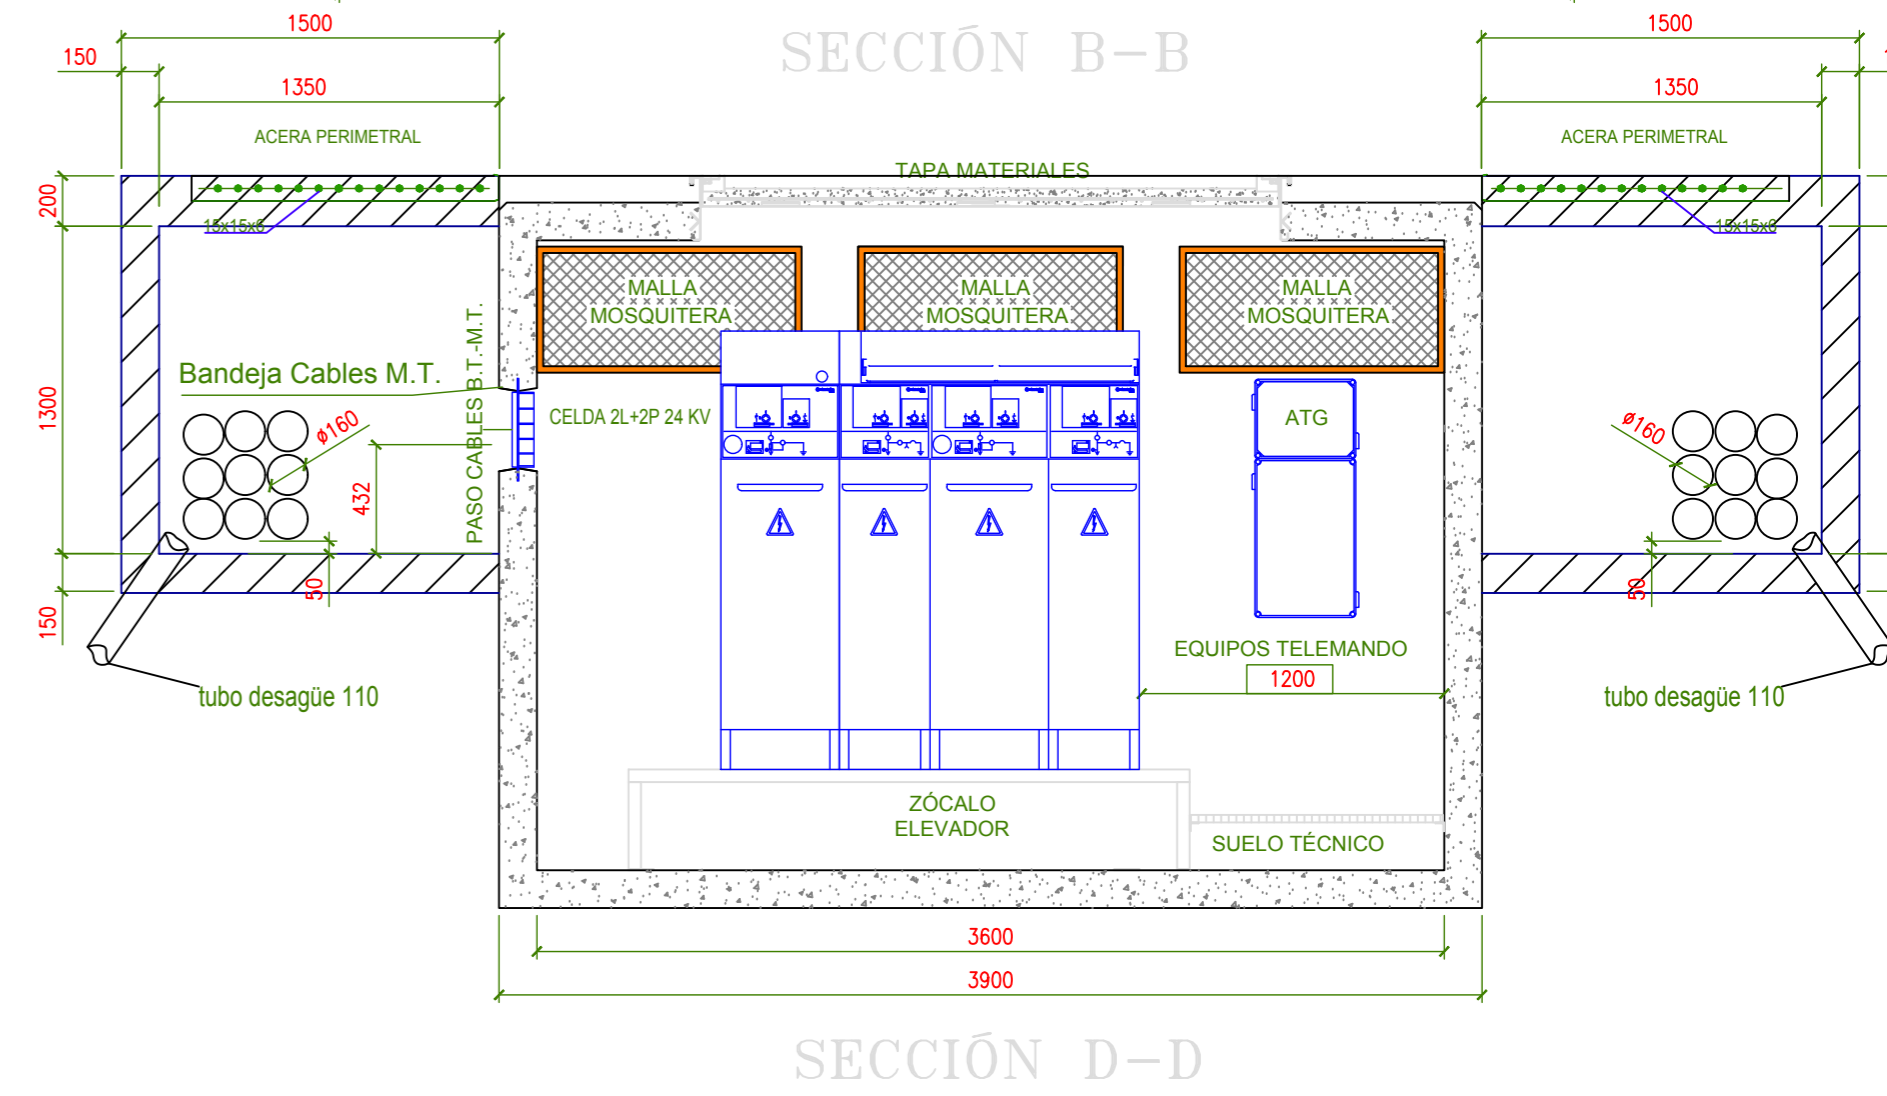 SECCIÓN B-B
1500
1500
150
1350
1350
ACERA PERIMETRAL
ACERA PERIMETRAL
TAPA MATERIALES
200
15x15x6
15x15x6
MALLA
MOSQUITERA
MALLA
MOSQUITERA
MALLA
MOSQUITERA
1300
Bandeja Cables M.T.
PASO CABLES B.T.-M.T.
CELDA 2L+2P 24 KV
ATG
ø160
ø160
432
50
50
150
EQUIPOS TELEMANDO
1200
tubo desagüe 110
tubo desagüe 110
ZÓCALO
ELEVADOR
SUELO TÉCNICO
3600
3900
SECCIÓN D-D